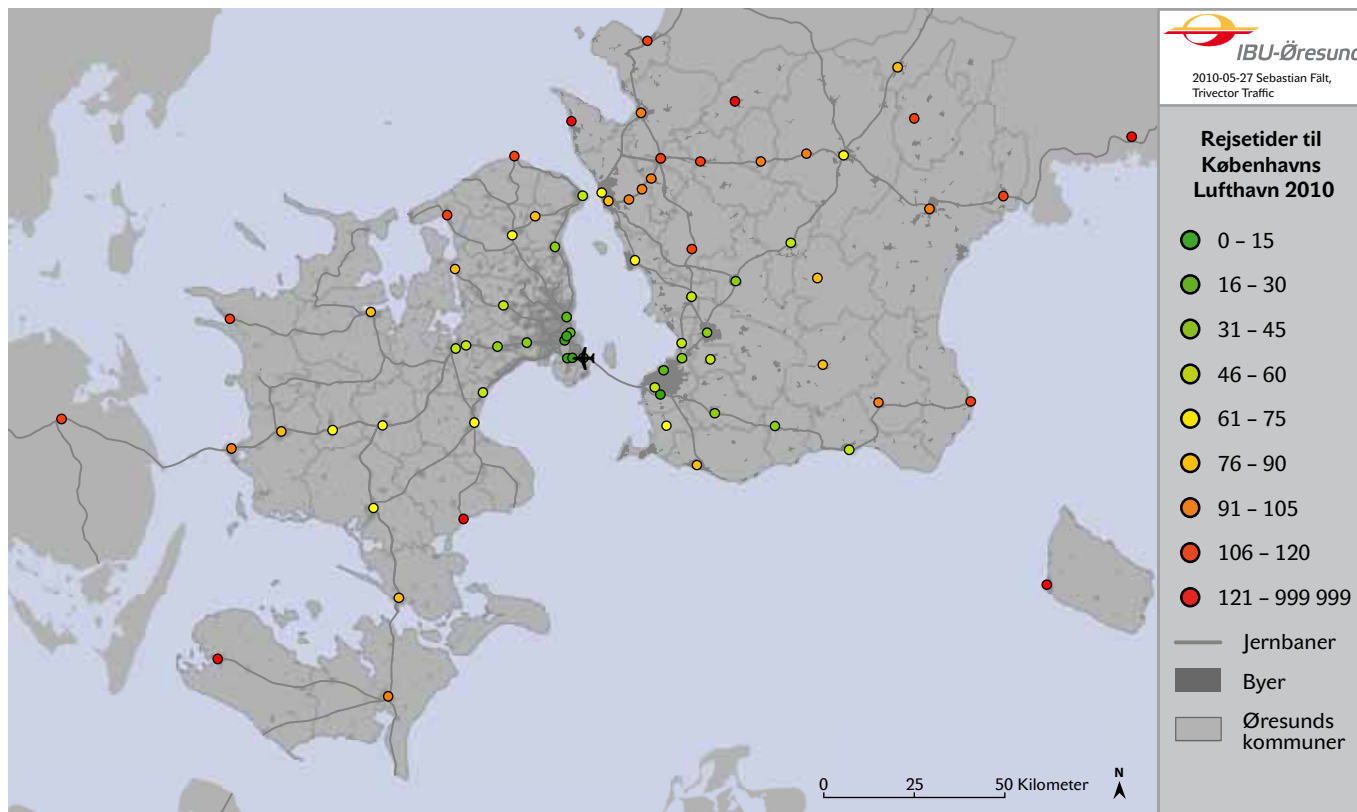 IBU-Öresund
2010-05-27 Sebastian Fält,
Trivector Traffic
Rejsetider til
Københavns
Lufthavn 2010
0 – 15
16 – 30
31 – 45
46 – 60
61 – 75
76 – 90
91 – 105
106 – 120
121 – 999 999
Jernbaner
Byer
Øresunds
kommuner
0 25 50 Kilometer
N